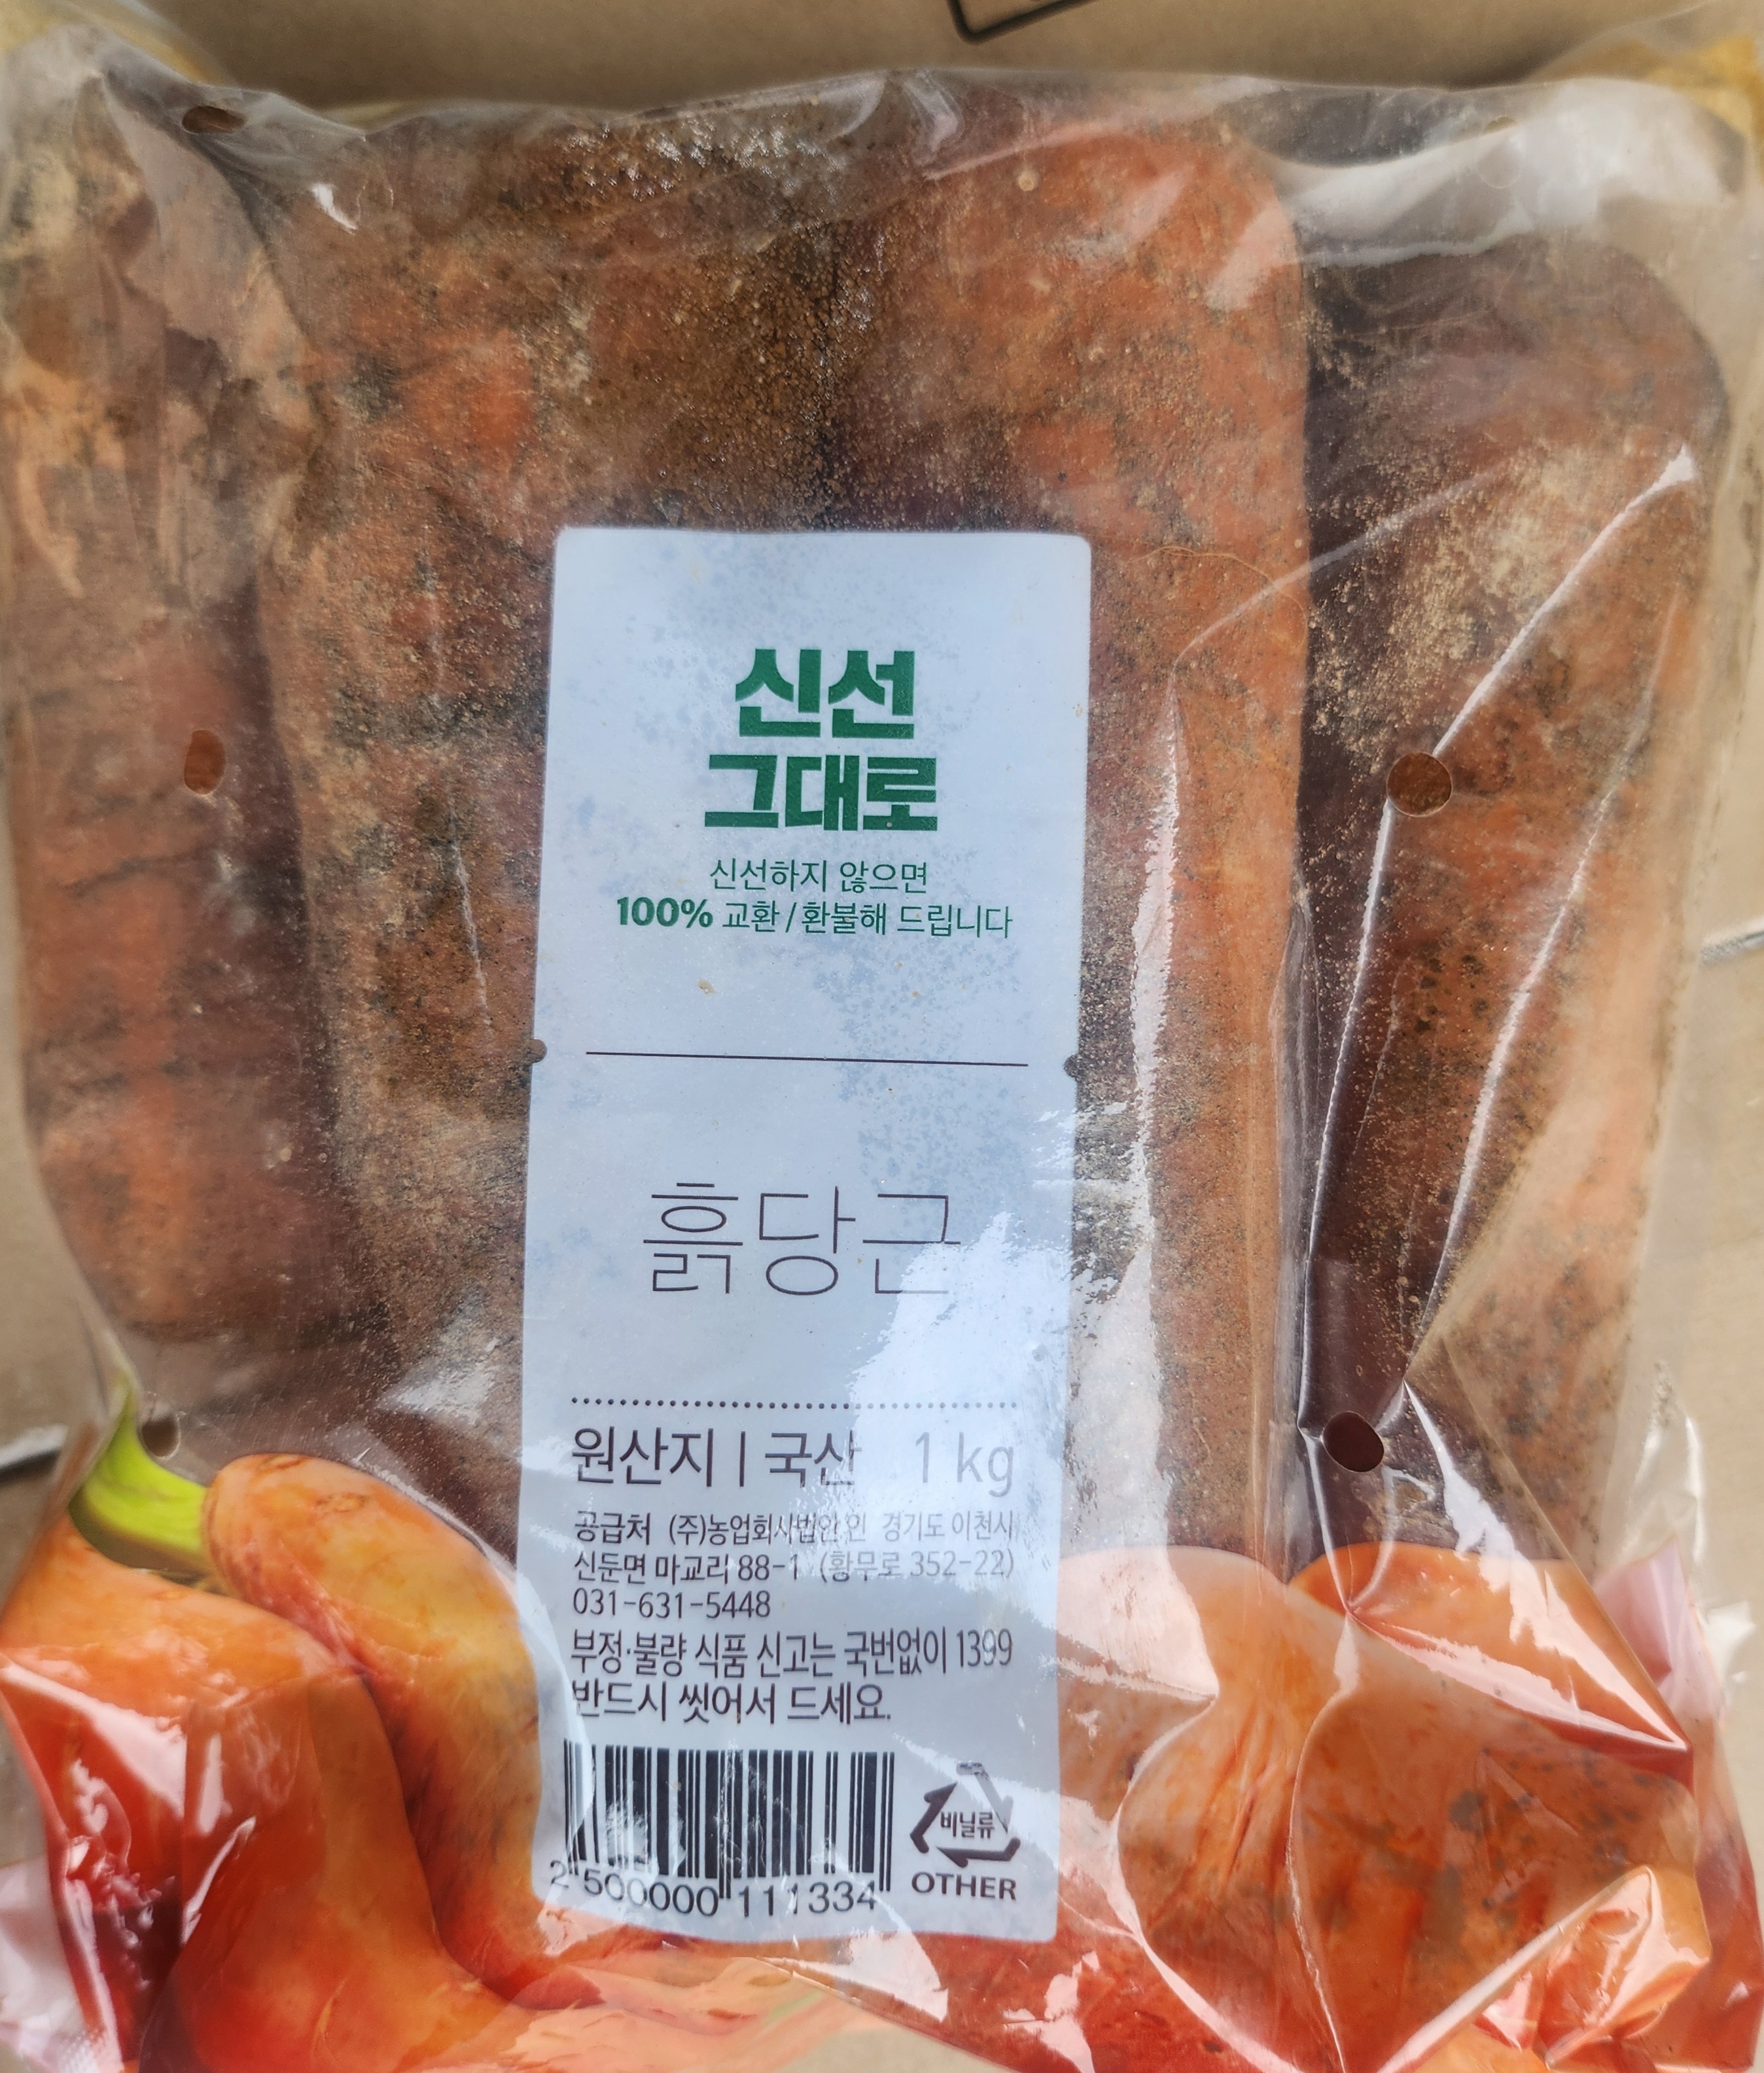 신선
그대로
신선하지 않으면
100% 교환/환불해 드립니다
흙당근
원산지 | 국산 1 kg
공급처 (주)농업회사법인인 경기도 이천시
신둔면 마교리 88-1 (황무로 352-22)
031-631-5448
부정·불량 식품 신고는 국번없이 1399
반드시 씻어서 드세요.
비닐류
OTHER
2 500000 111334